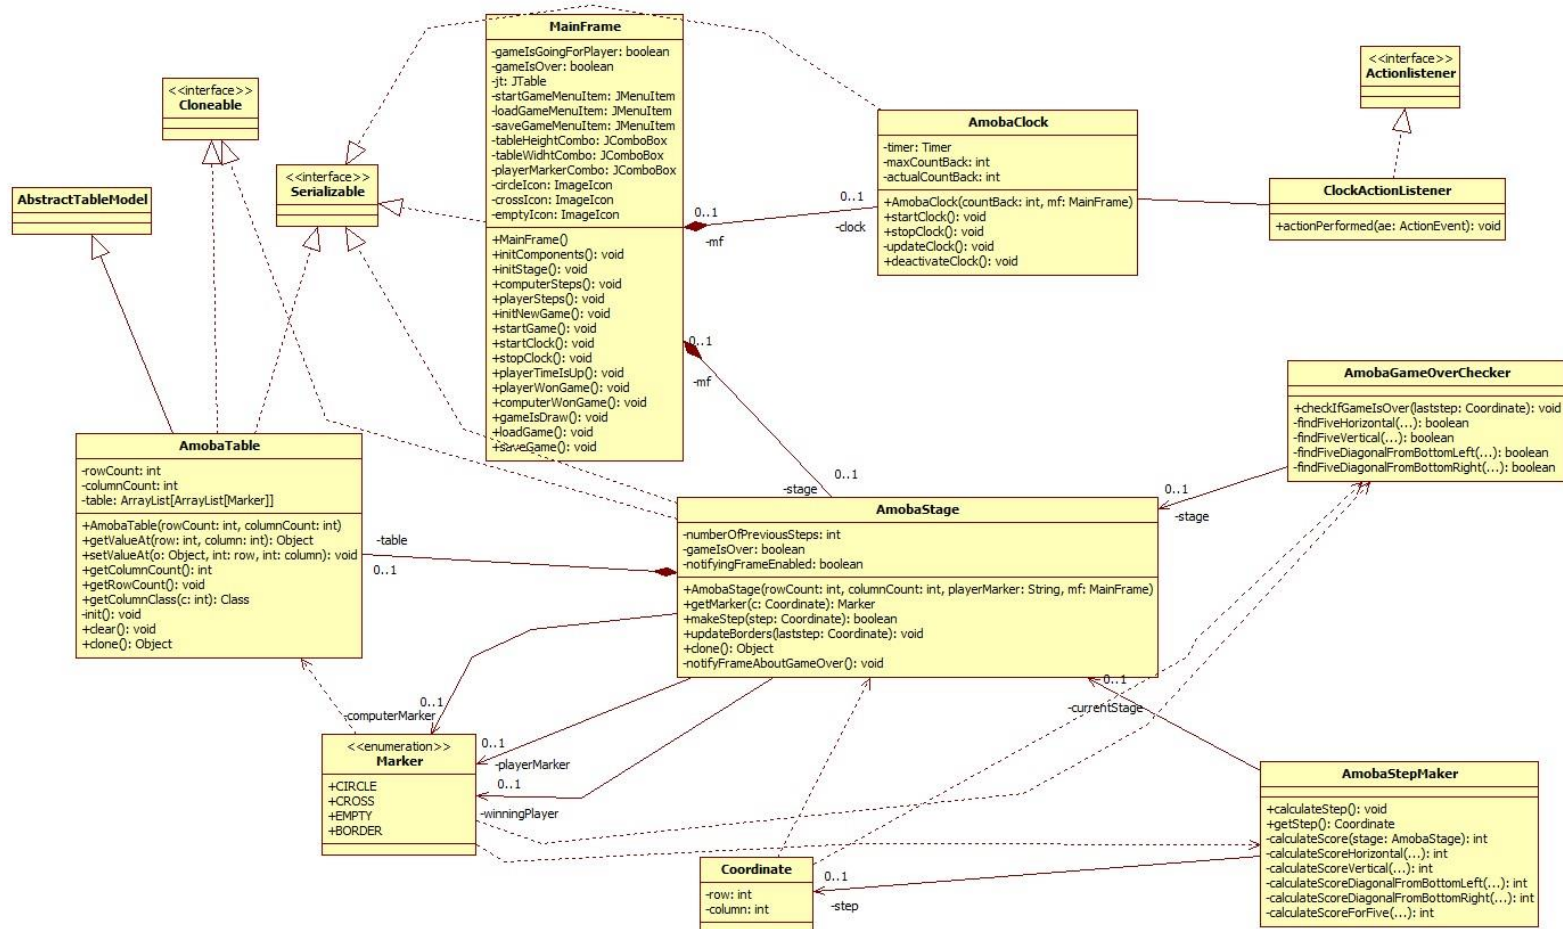 <<interface>>
Cloneable
AbstractTableModel
<<interface>>
Serializable
MainFrame
-gameIsGoingForPlayer: boolean
-gameIsOver: boolean
-jt: JTable
-startGameMenuItem: JMenuItem
-loadGameMenuItem: JMenuItem
-saveGameMenuItem: JMenuItem
-tableHeightCombo: JComboBox
-tableWidhtCombo: JComboBox
-playerMarkerCombo: JComboBox
-circleIcon: ImageIcon
-crossIcon: ImageIcon
-emptyIcon: ImageIcon
+MainFrame()
+initComponents(): void
+initStage(): void
+computerSteps(): void
+playerSteps(): void
+initNewGame(): void
+startGame(): void
+startClock(): void
+stopClock(): void
+playerTimeIsUp(): void
+playerWonGame(): void
+computerWonGame(): void
+gameIsDraw(): void
+loadGame(): void
+saveGame(): void
0..1
-mf
0..1
-clock
AmobaClock
-timer: Timer
-maxCountBack: int
-actualCountBack: int
+AmobaClock(countBack: int, mf: MainFrame)
+startClock(): void
+stopClock(): void
-updateClock(): void
+deactivateClock(): void
<<interface>>
Actionlistener
ClockActionListener
+actionPerformed(ae: ActionEvent): void
0..1
-mf
0..1
-stage
AmobaGameOverChecker
+checkIfGameIsOver(laststep: Coordinate): void
-findFiveHorizontal(...): boolean
-findFiveVertical(...): boolean
-findFiveDiagonalFromBottomLeft(...): boolean
-findFiveDiagonalFromBottomRight(...): boolean
0..1
-stage
AmobaTable
-rowCount: int
-columnCount: int
-table: ArrayList[ArrayList[Marker]]
+AmobaTable(rowCount: int, columnCount: int)
+getValueAt(row: int, column: int): Object
+setValueAt(o: Object, int: row, int: column): void
+getColumnCount(): int
+getRowCount(): void
+getColumnClass(c: int): Class
-init(): void
+clear(): void
+clone(): Object
-table
0..1
AmobaStage
-numberOfPreviousSteps: int
-gameIsOver: boolean
-notifyingFrameEnabled: boolean
+AmobaStage(rowCount: int, columnCount: int, playerMarker: String, mf: MainFrame)
+getMarker(c: Coordinate): Marker
+makeStep(step: Coordinate): boolean
+updateBorders(laststep: Coordinate): void
+clone(): Object
-notifyFrameAboutGameOver(): void
0..1
-computerMarker
0..1
-playerMarker
0..1
-winningPlayer
0..1
-currentStage
<<enumeration>>
Marker
+CIRCLE
+CROSS
+EMPTY
+BORDER
Coordinate
-row: int
-column: int
0..1
-step
AmobaStepMaker
+calculateStep(): void
+getStep(): Coordinate
-calculateScore(stage: AmobaStage): int
-calculateScoreHorizontal(...): int
-calculateScoreVertical(...): int
-calculateScoreDiagonalFromBottomLeft(...): int
-calculateScoreDiagonalFromBottomRight(...): int
-calculateScoreForFive(...): int